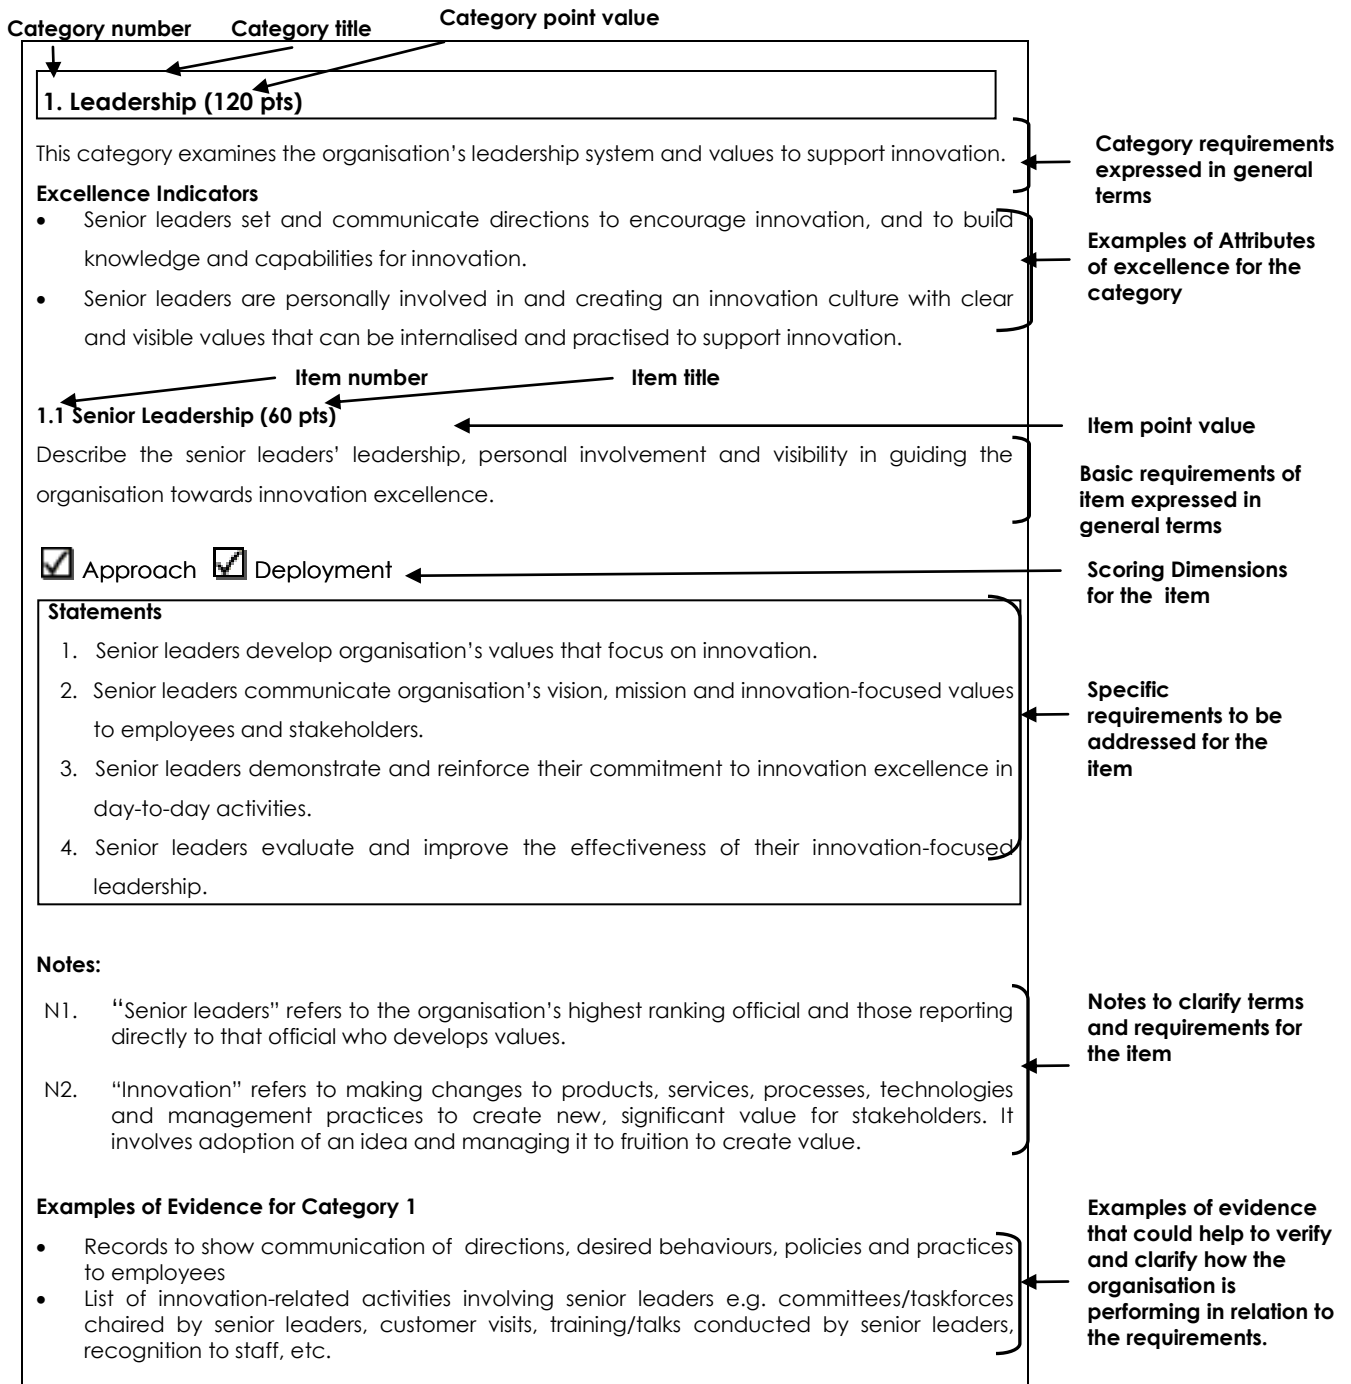 Category number Category title Category point value
1. Leadership (120 pts)
This category examines the organisation's leadership system and values to support innovation.
Category requirements
expressed in general
terms
Excellence Indicators
• Senior leaders set and communicate directions to encourage innovation, and to build
knowledge and capabilities for innovation.
• Senior leaders are personally involved in and creating an innovation culture with clear
and visible values that can be internalised and practised to support innovation.
Examples of Attributes
of excellence for the
category
Item number Item title
1.1 Senior Leadership (60 pts)
Item point value
Describe the senior leaders' leadership, personal involvement and visibility in guiding the
organisation towards innovation excellence.
Basic requirements of
item expressed in
general terms
Approach Deployment
Scoring Dimensions
for the item
Statements
1. Senior leaders develop organisation's values that focus on innovation.
2. Senior leaders communicate organisation's vision, mission and innovation-focused values
to employees and stakeholders.
3. Senior leaders demonstrate and reinforce their commitment to innovation excellence in
day-to-day activities.
4. Senior leaders evaluate and improve the effectiveness of their innovation-focused
leadership.
Specific
requirements to be
addressed for the
item
Notes:
N1. "Senior leaders" refers to the organisation's highest ranking official and those reporting
directly to that official who develops values.
N2. "Innovation" refers to making changes to products, services, processes, technologies
and management practices to create new, significant value for stakeholders. It
involves adoption of an idea and managing it to fruition to create value.
Notes to clarify terms
and requirements for
the item
Examples of Evidence for Category 1
• Records to show communication of directions, desired behaviours, policies and practices
to employees
• List of innovation-related activities involving senior leaders e.g. committees/taskforces
chaired by senior leaders, customer visits, training/talks conducted by senior leaders,
recognition to staff, etc.
Examples of evidence
that could help to verify
and clarify how the
organisation is
performing in relation to
the requirements.